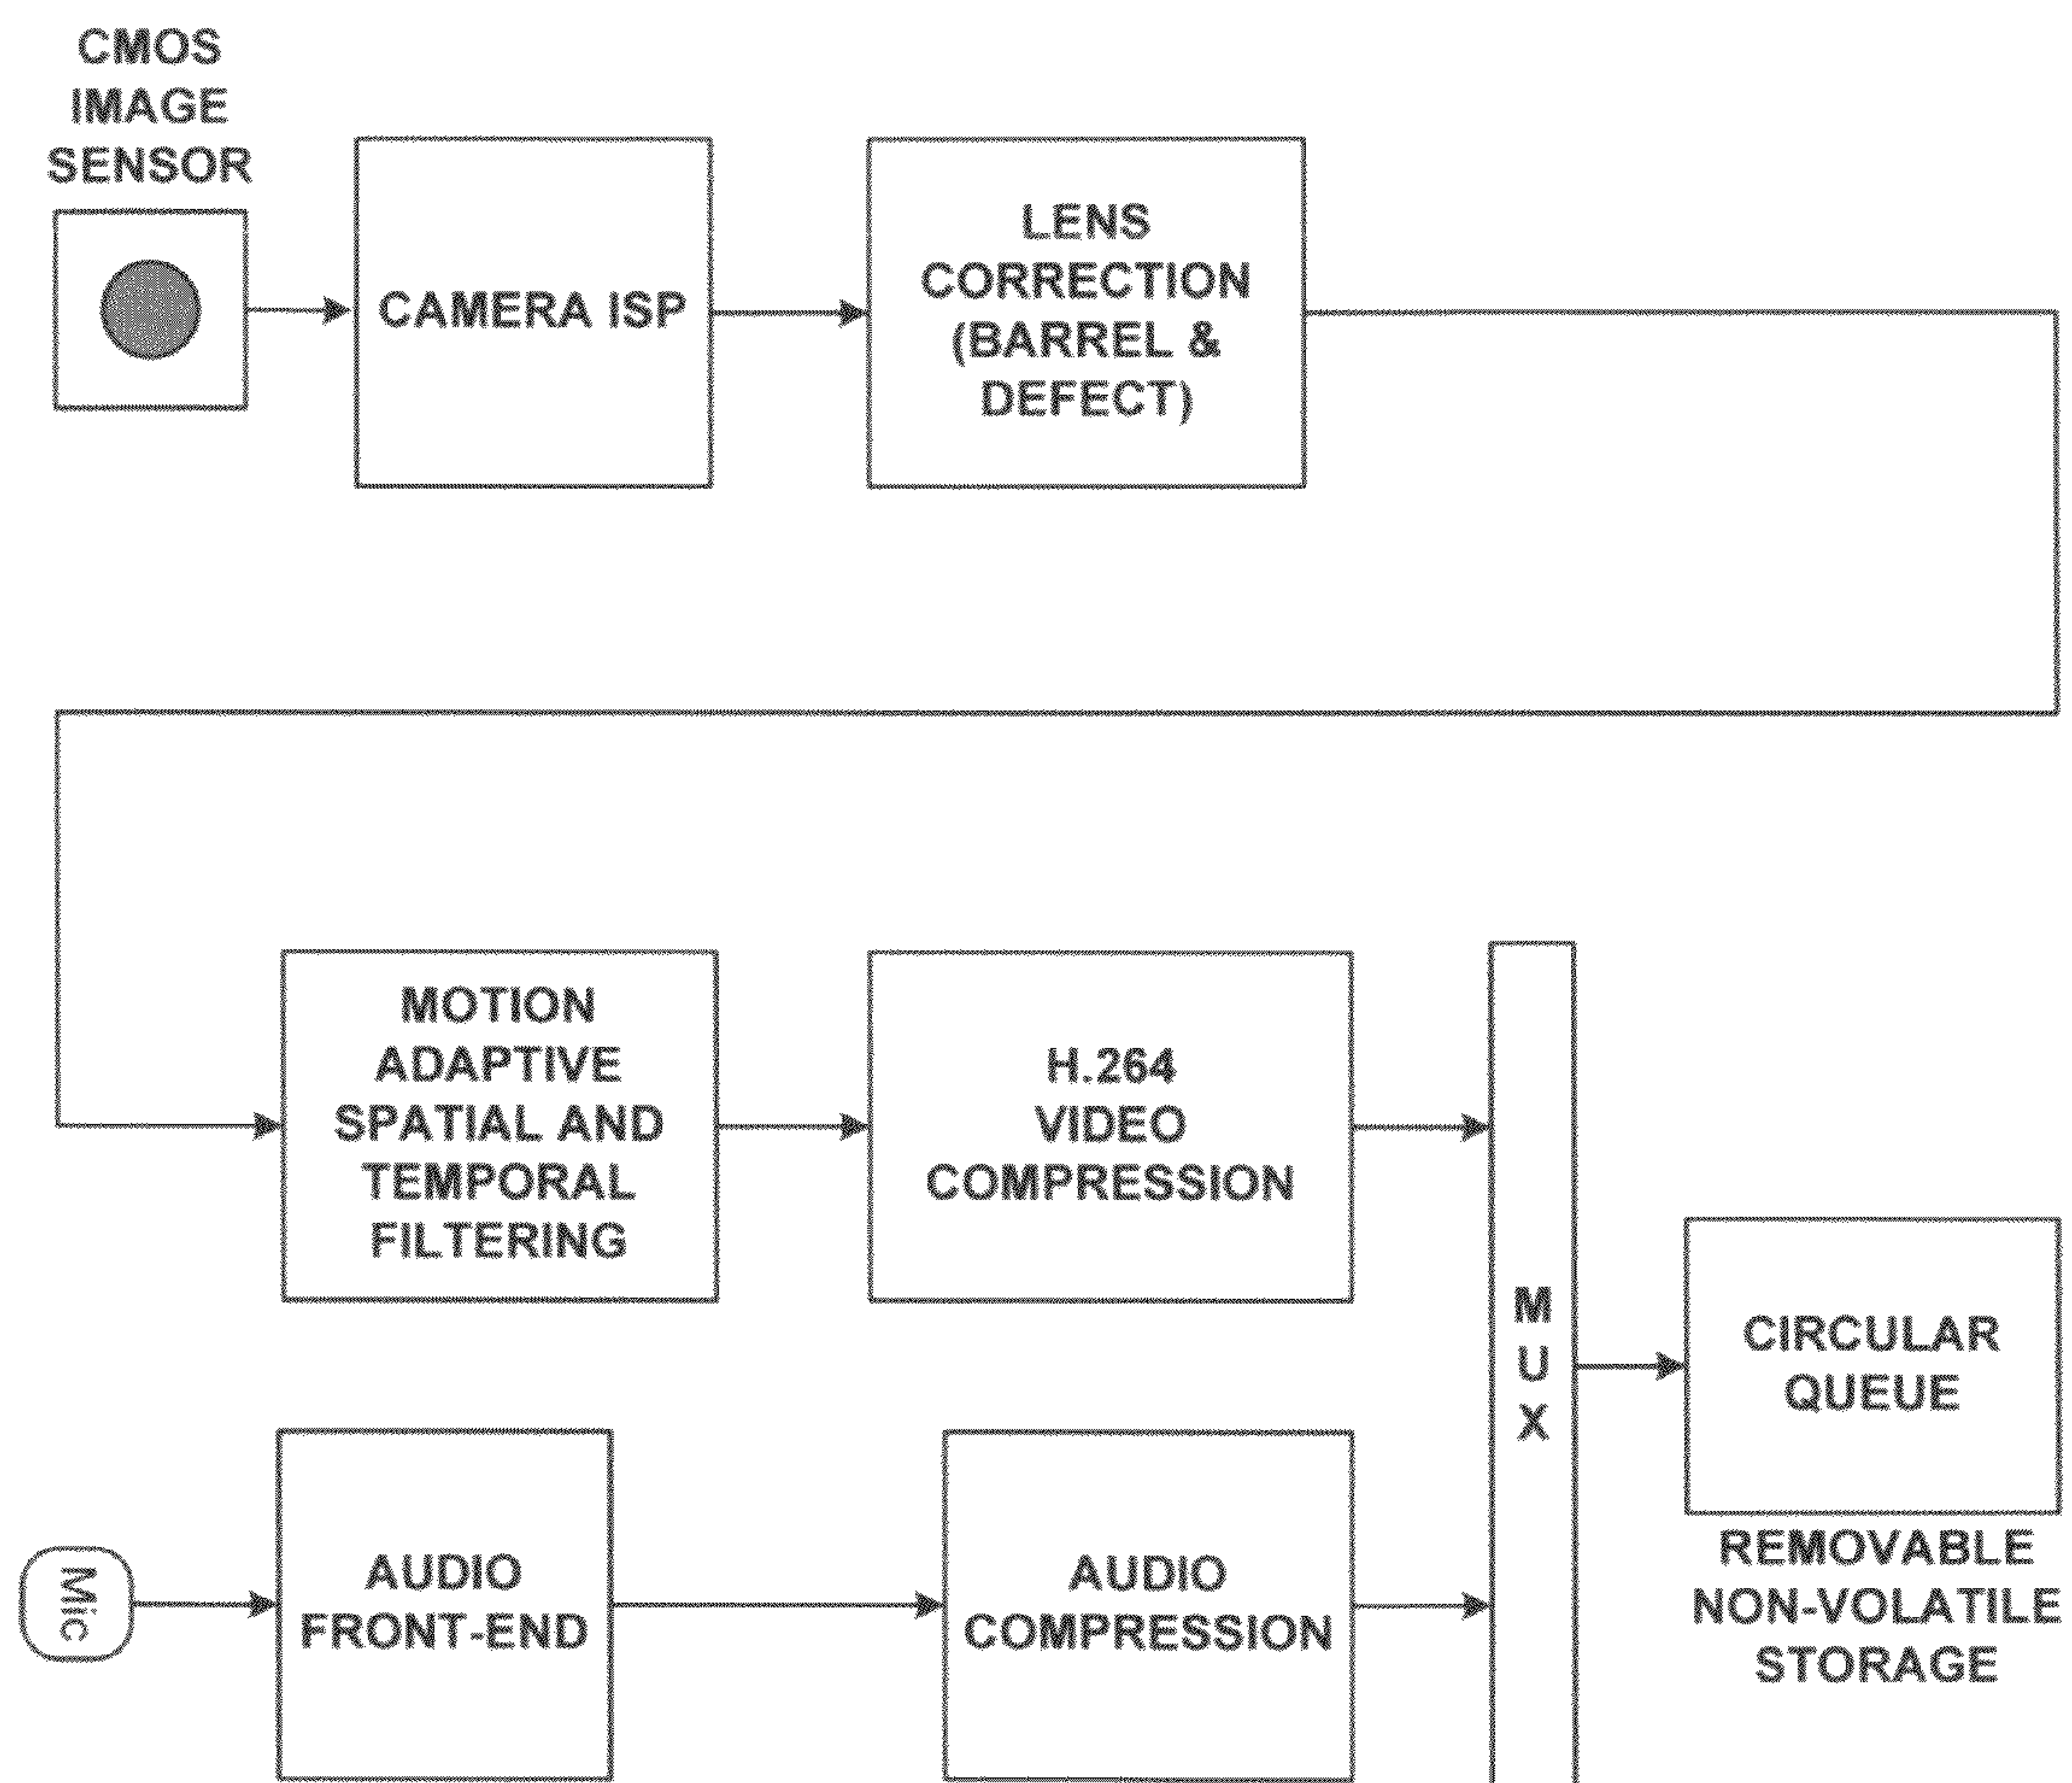 CMOS
IMAGE
SENSOR
CAMERA ISP
LENS
CORRECTION
(BARREL &
DEFECT)
MOTION
ADAPTIVE
SPATIAL AND
TEMPORAL
FILTERING
H.264
VIDEO
COMPRESSION
M
U
X
CIRCULAR
QUEUE
REMOVABLE
NON-VOLATILE
STORAGE
Mic
AUDIO
FRONT-END
AUDIO
COMPRESSION